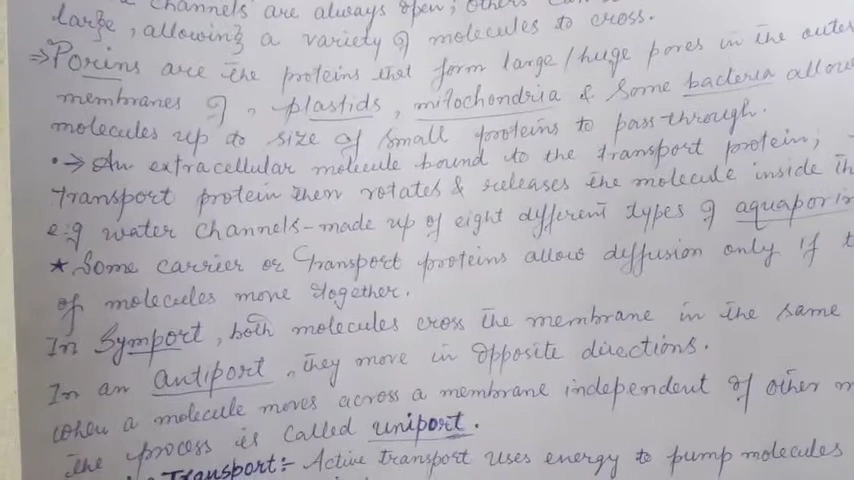 channels are always open; others can
large, allowing a variety of molecules to cross.
⇒ Porins are the proteins that form large/huge pores in the outer
membranes of, plastids, mitochondria & some bacteria allow
molecules up to size of small proteins to pass through.
• → An extracellular molecule bound to the transport protein;
transport protein then rotates & releases the molecule inside th
e.g water channels - made up of eight different types of aquaporin
★ Some carrier or transport proteins allow diffusion only if t
of molecules move together.
In Symport, both molecules cross the membrane in the same
In an antiport, they move in opposite directions.
When a molecule moves across a membrane independent of other m
the process is called uniport.
Transport:- Active transport uses energy to pump molecules